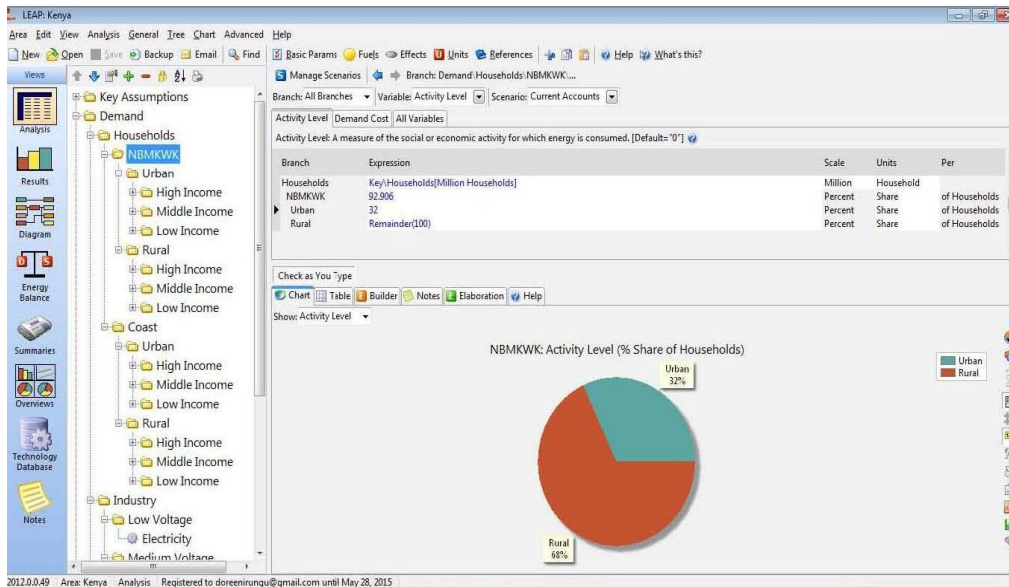 LEAP: Kenya
Area Edit View Analysis General Tree Chart Advanced Help
New Open Save Backup Email Find Basic Params Fuels Effects Units References Help What's this?
Views
Manage Scenarios Branch: Demand\Households\NBMKWK\...
Branch: All Branches Variable: Activity Level Scenario: Current Accounts
Activity Level Demand Cost All Variables
Activity Level: A measure of the social or economic activity for which energy is consumed. [Default="0"]
Branch Expression Scale Units Per
Households Key\Households[Million Households] Million Household
NBMKWK 92.906 Percent Share of Households
Urban 32 Percent Share of Households
Rural Remainder(100) Percent Share of Households
Check as You Type
Chart Table Builder Notes Elaboration Help
Show: Activity Level
NBMKWK: Activity Level (% Share of Households)
Urban
32%
Rural
68%
Urban
Rural
Analysis
Results
Diagram
Energy
Balance
Summaries
Overviews
Technology
Database
Notes
Key Assumptions
Demand
Households
NBMKWK
Urban
High Income
Middle Income
Low Income
Rural
High Income
Middle Income
Low Income
Coast
Urban
High Income
Middle Income
Low Income
Rural
High Income
Middle Income
Low Income
Industry
Low Voltage
Electricity
Medium Voltage
2012.0.0.49 Area: Kenya Analysis Registered to doreenirungu@gmail.com until May 28, 2015